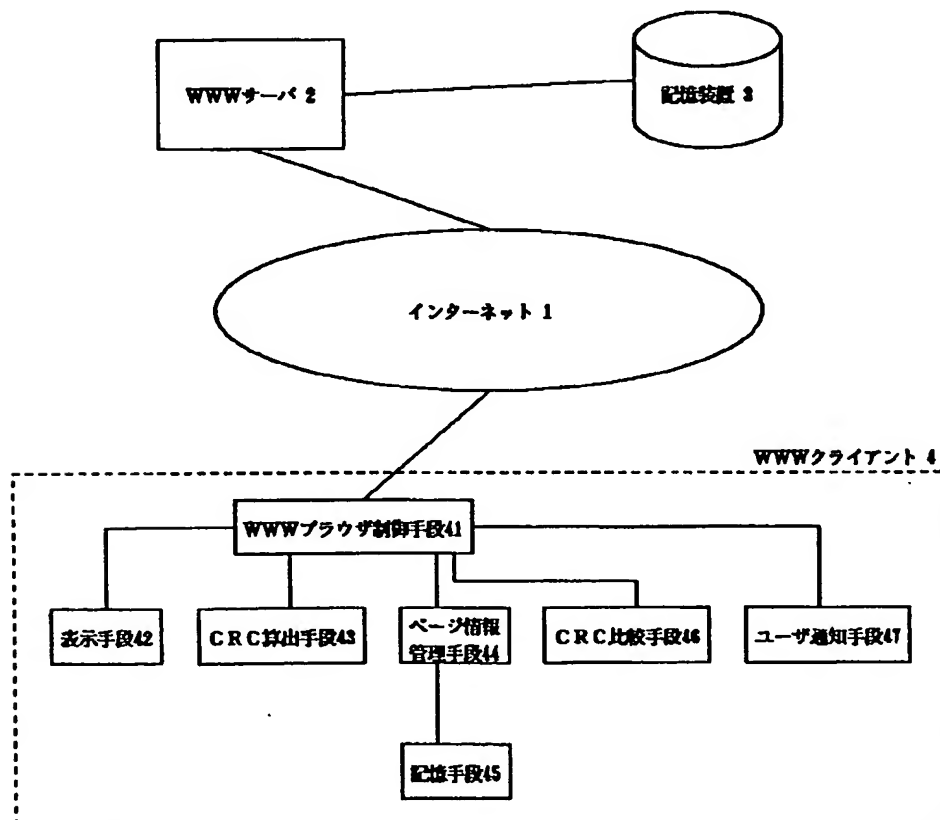 WWWサーバ 2
記憶装置 3
インターネット 1
WWWクライアント 4
WWWブラウザ制御手段41
表示手段42
CRC算出手段43
ページ情報
管理手段44
CRC比較手段46
ユーザ通知手段47
記憶手段45